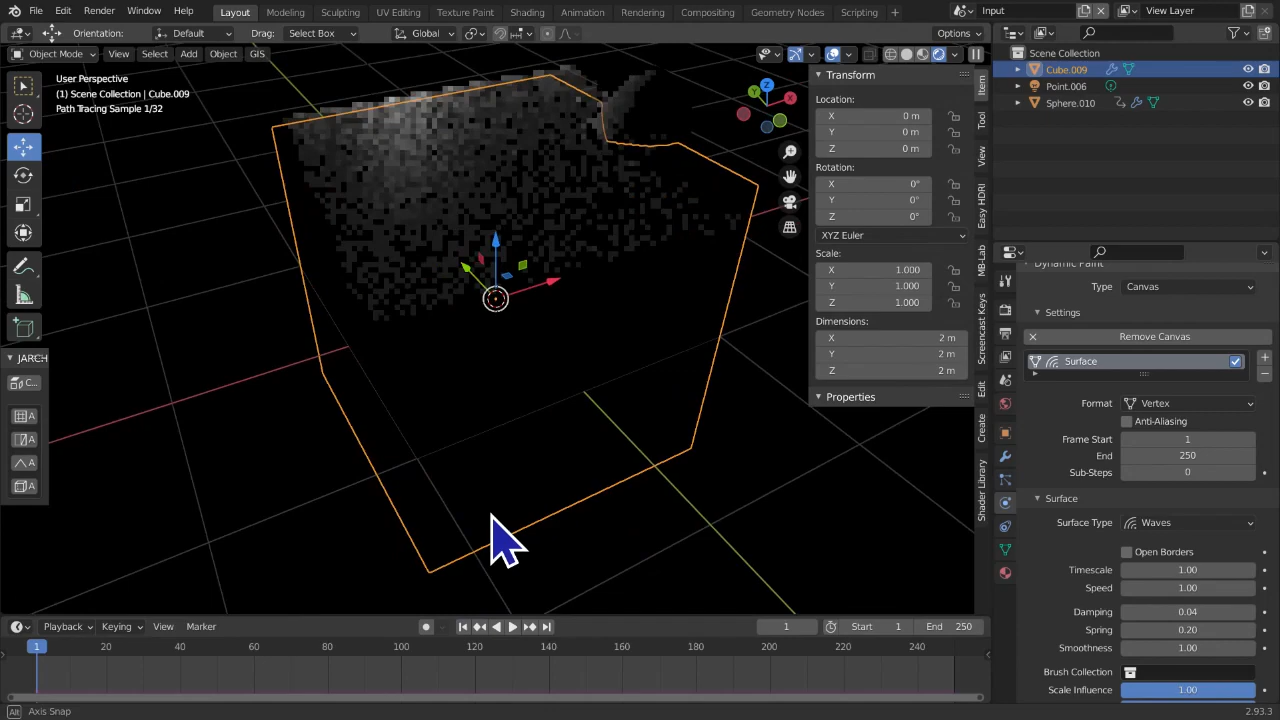 File Edit Render Window Help Layout Modeling Sculpting UV Editing Texture Paint Shading Animation Rendering Compositing Geometry Nodes Scripting + Input View Layer
Orientation: Default Drag: Select Box Global Options
Object Mode View Select Add Object GIS
User Perspective
(1) Scene Collection | Cube.009
Path Tracing Sample 1/32
JARCH
C...
A
A
A
A
Z
X
Y
Transform
Location:
X 0 m
Y 0 m
Z 0 m
Rotation:
X 0°
Y 0°
Z 0°
XYZ Euler
Scale:
X 1.000
Y 1.000
Z 1.000
Dimensions:
X 2 m
Y 2 m
Z 2 m
Properties
Item
Tool
View
Easy HDRI
MB-Lab
Screencast Keys
Edit
Create
Shader Library
Scene Collection
Cube.009
Point.006
Sphere.010
Dynamic Paint
Type Canvas
Settings
Remove Canvas
Surface
Format Vertex
Anti-Aliasing
Frame Start 1
End 250
Sub-Steps 0
Surface
Surface Type Waves
Open Borders
Timescale 1.00
Speed 1.00
Damping 0.04
Spring 0.20
Smoothness 1.00
Brush Collection
Scale Influence 1.00
Playback Keying View Marker 1 Start 1 End 250
1 20 40 60 80 100 120 140 160 180 200 220 240
Alt Axis Snap 2.93.3